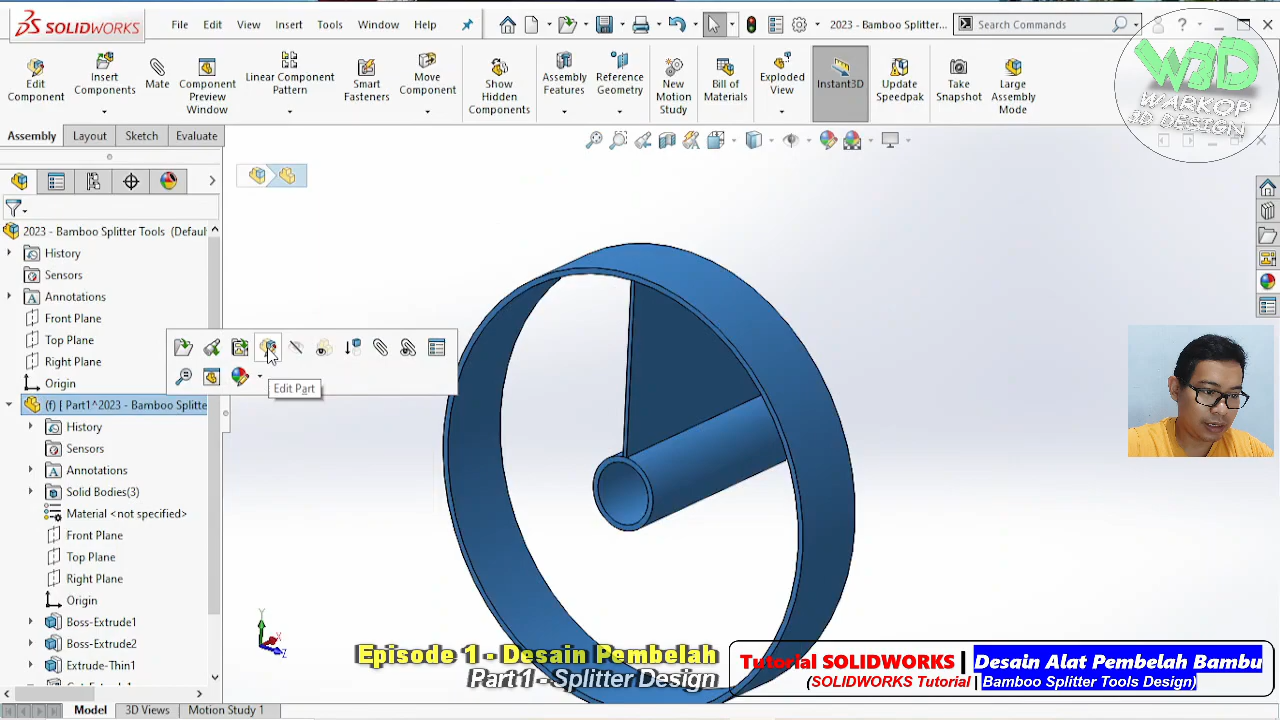 SOLIDWORKS
File
Edit
View
Insert
Tools
Window
Help
2023 - Bamboo Splitter...
Search Commands
?
Edit
Component
Insert
Components
Mate
Component
Preview
Window
Linear Component
Pattern
Smart
Fasteners
Move
Component
Show
Hidden
Components
Assembly
Features
Reference
Geometry
New
Motion
Study
Bill of
Materials
Exploded
View
Instant3D
Update
Speedpak
Take
Snapshot
Large
Assembly
Mode
W3D
WARKOP
3D DESIGN
Assembly
Layout
Sketch
Evaluate
2023 - Bamboo Splitter Tools (Defaul
History
Sensors
Annotations
Front Plane
Top Plane
Right Plane
Origin
(f) [ Part1^2023 - Bamboo Splitte
History
Sensors
Annotations
Solid Bodies(3)
Material <not specified>
Front Plane
Top Plane
Right Plane
Origin
Boss-Extrude1
Boss-Extrude2
Extrude-Thin1
Edit Part
Y
X
Z
Episode 1 - Desain Pembelah
Part 1 - Splitter Design
Tutorial SOLIDWORKS | Desain Alat Pembelah Bambu
(SOLIDWORKS Tutorial | Bamboo Splitter Tools Design)
Model
3D Views
Motion Study 1